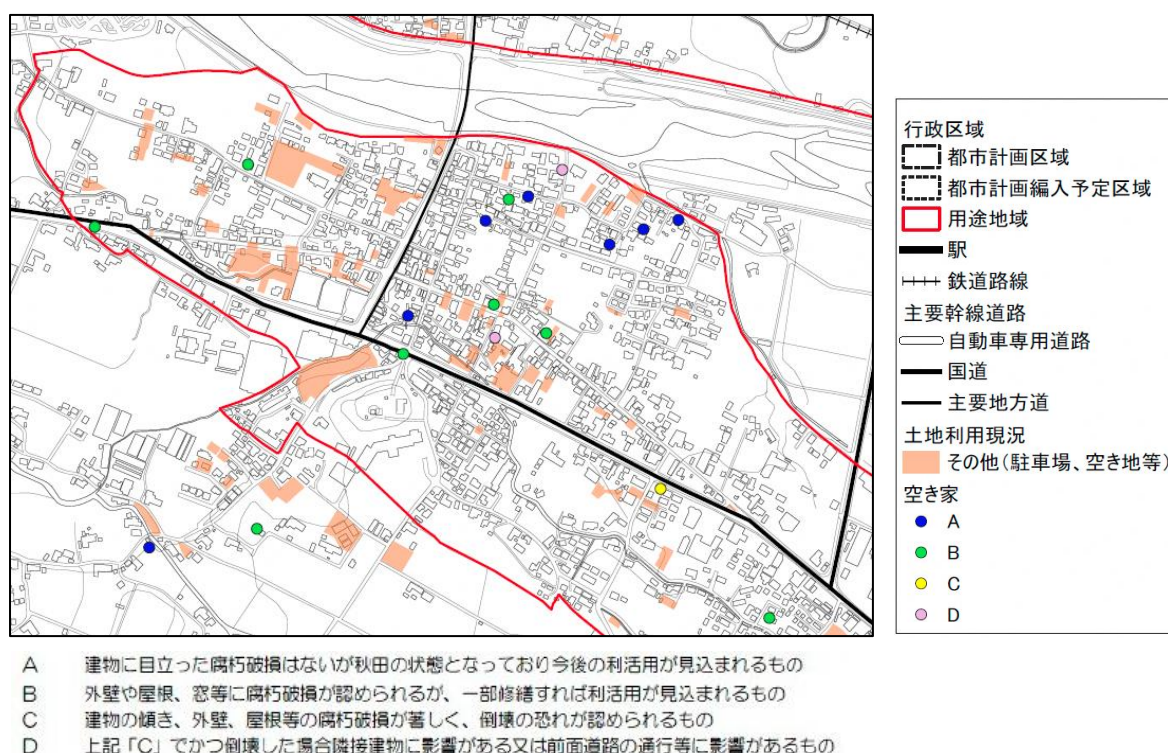 行政区域
都市計画区域
都市計画編入予定区域
用途地域
駅
鉄道路線
主要幹線道路
自動車専用道路
国道
主要地方道
土地利用現況
その他(駐車場、空き地等)
空き家
A
B
C
D
A 建物に目立った腐朽破損はないが秋田の状態となっており今後の利活用が見込まれるもの
B 外壁や屋根、窓等に腐朽破損が認められるが、一部修繕すれば利活用が見込まれるもの
C 建物の傾き、外壁、屋根等の腐朽破損が著しく、倒壊の恐れが認められるもの
D 上記「C」でかつ倒壊した場合隣接建物に影響がある又は前面道路の通行等に影響があるもの